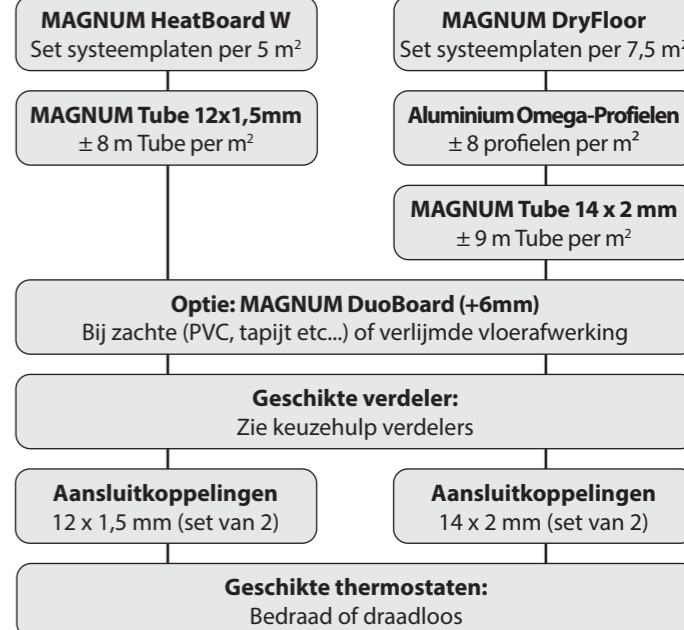 MAGNUM HeatBoard W
Set systeemplaten per 5 m²
MAGNUM DryFloor
Set systeemplaten per 7,5 m²
MAGNUM Tube 12x1,5mm
± 8 m Tube per m²
Aluminium Omega-Profielen
± 8 profielen per m²
MAGNUM Tube 14 x 2 mm
± 9 m Tube per m²
Optie: MAGNUM DuoBoard (+6mm)
Bij zachte (PVC, tapijt etc...) of verlijmde vloerafwerking
Geschikte verdeler:
Zie keuzehulp verdelers
Aansluitkoppelingen
12 x 1,5 mm (set van 2)
Aansluitkoppelingen
14 x 2 mm (set van 2)
Geschikte thermostaten:
Bedraad of draadloos